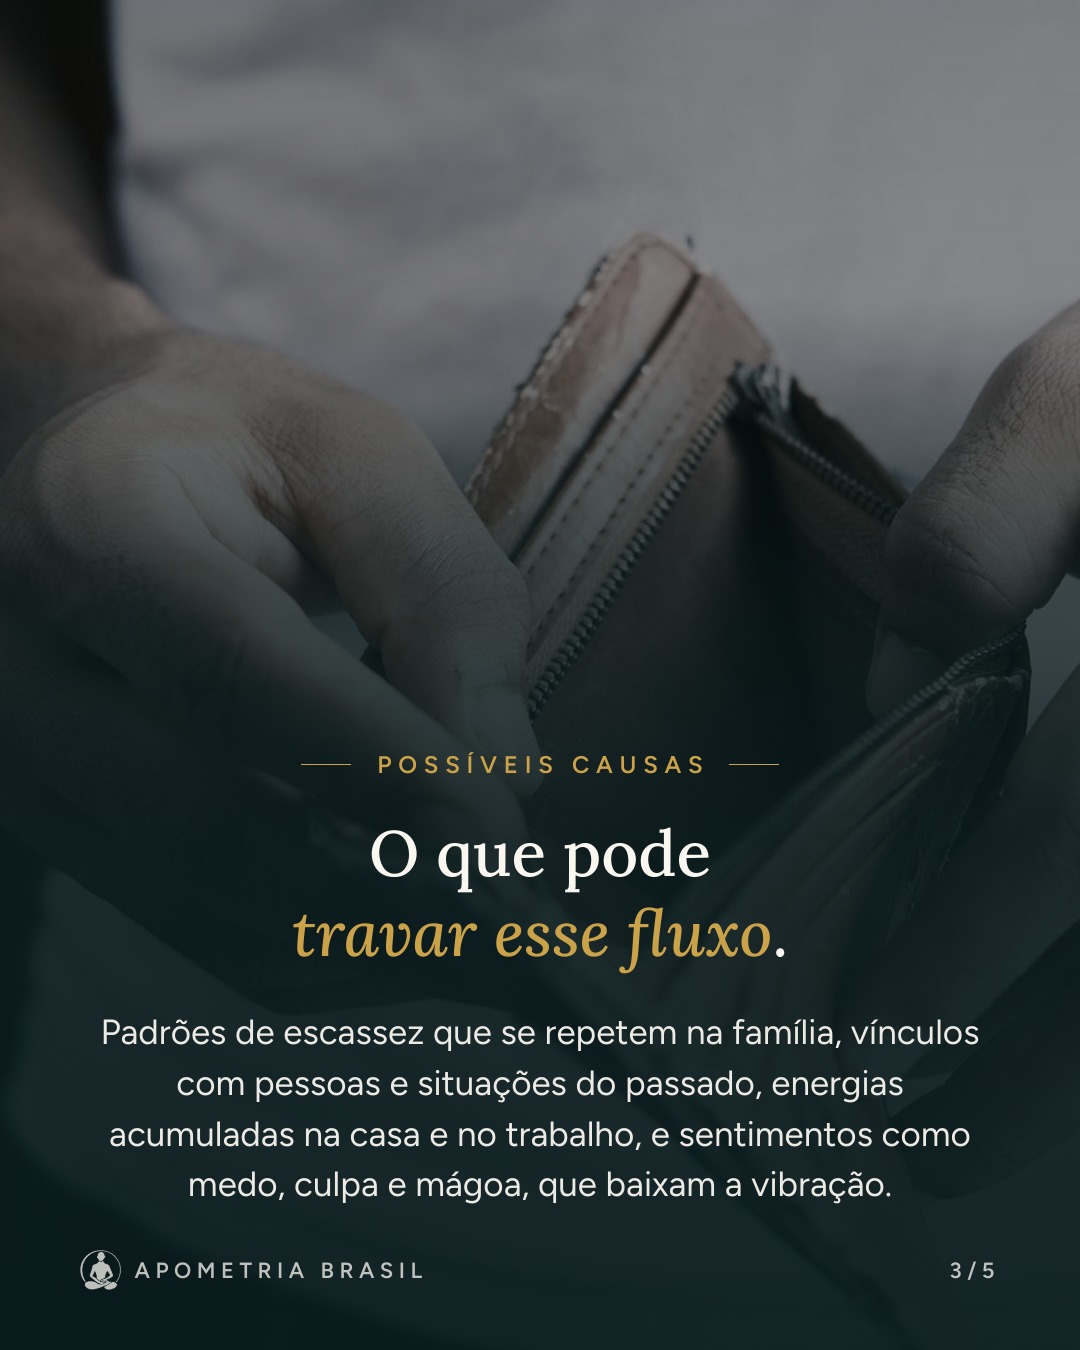 POSSÍVEIS CAUSAS
O que pode
travar esse fluxo.
Padrões de escassez que se repetem na família, vínculos
com pessoas e situações do passado, energias
acumuladas na casa e no trabalho, e sentimentos como
medo, culpa e mágoa, que baixam a vibração.
APOMETRIA BRASIL
3/5